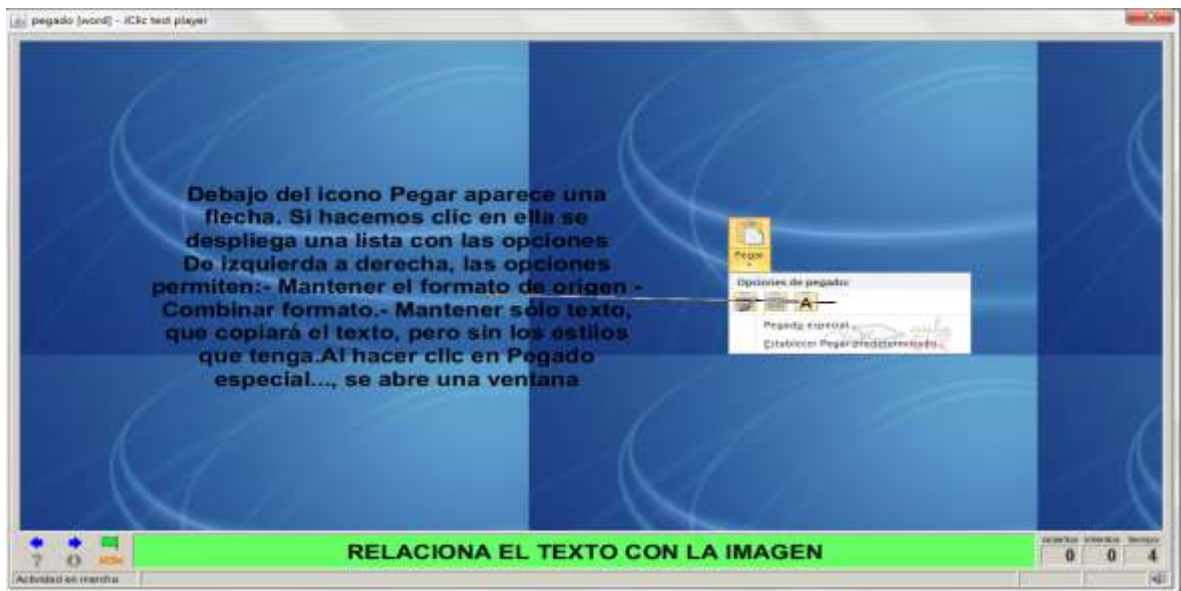 pegado [word] - JClic test player
Debajo del icono Pegar aparece una
flecha. Si hacemos clic en ella se
despliega una lista con las opciones
De izquierda a derecha, las opciones
permiten:- Mantener el formato de origen -
Combinar formato.- Mantener sólo texto,
que copiará el texto, pero sin los estilos
que tenga.Al hacer clic en Pegado
especial..., se abre una ventana
Pegar
Opciones de pegado:
A
Pegado especial...
Establecer Pegar predeterminado...
RELACIONA EL TEXTO CON LA IMAGEN
aciertos intentos tiempo
0 0 4
Actividad en marcha